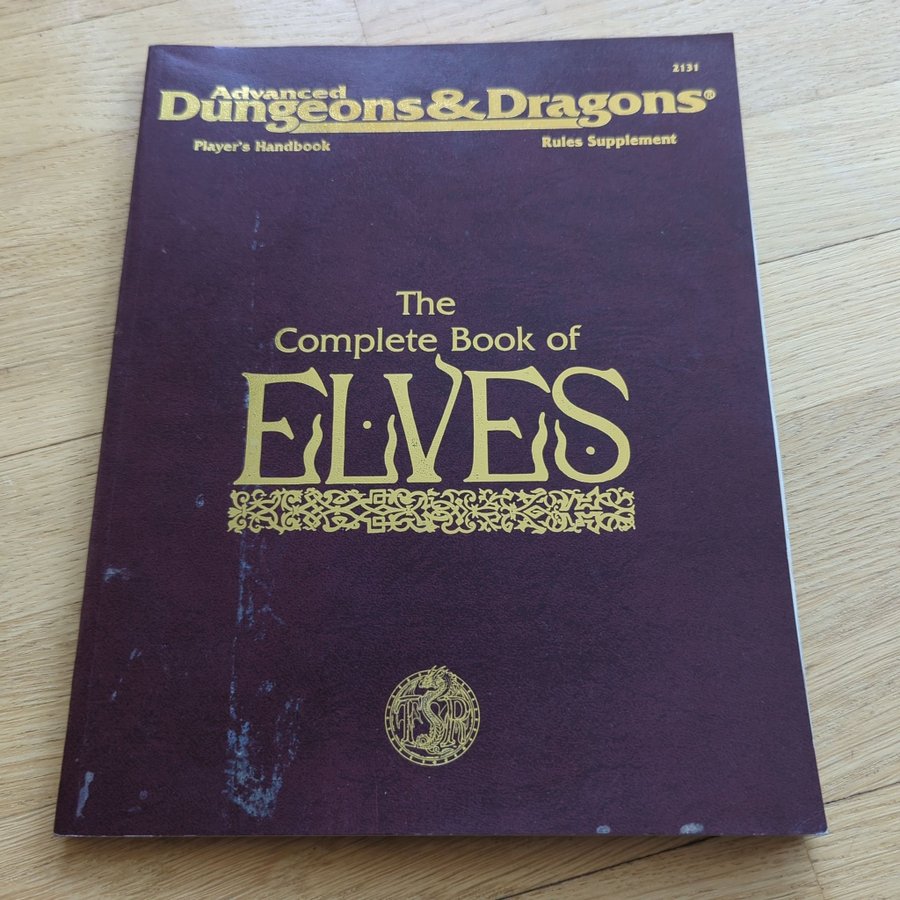 2131
Advanced
Dungeons & Dragons®
Player's Handbook
Rules Supplement
The
Complete Book of
ELVES
TSR